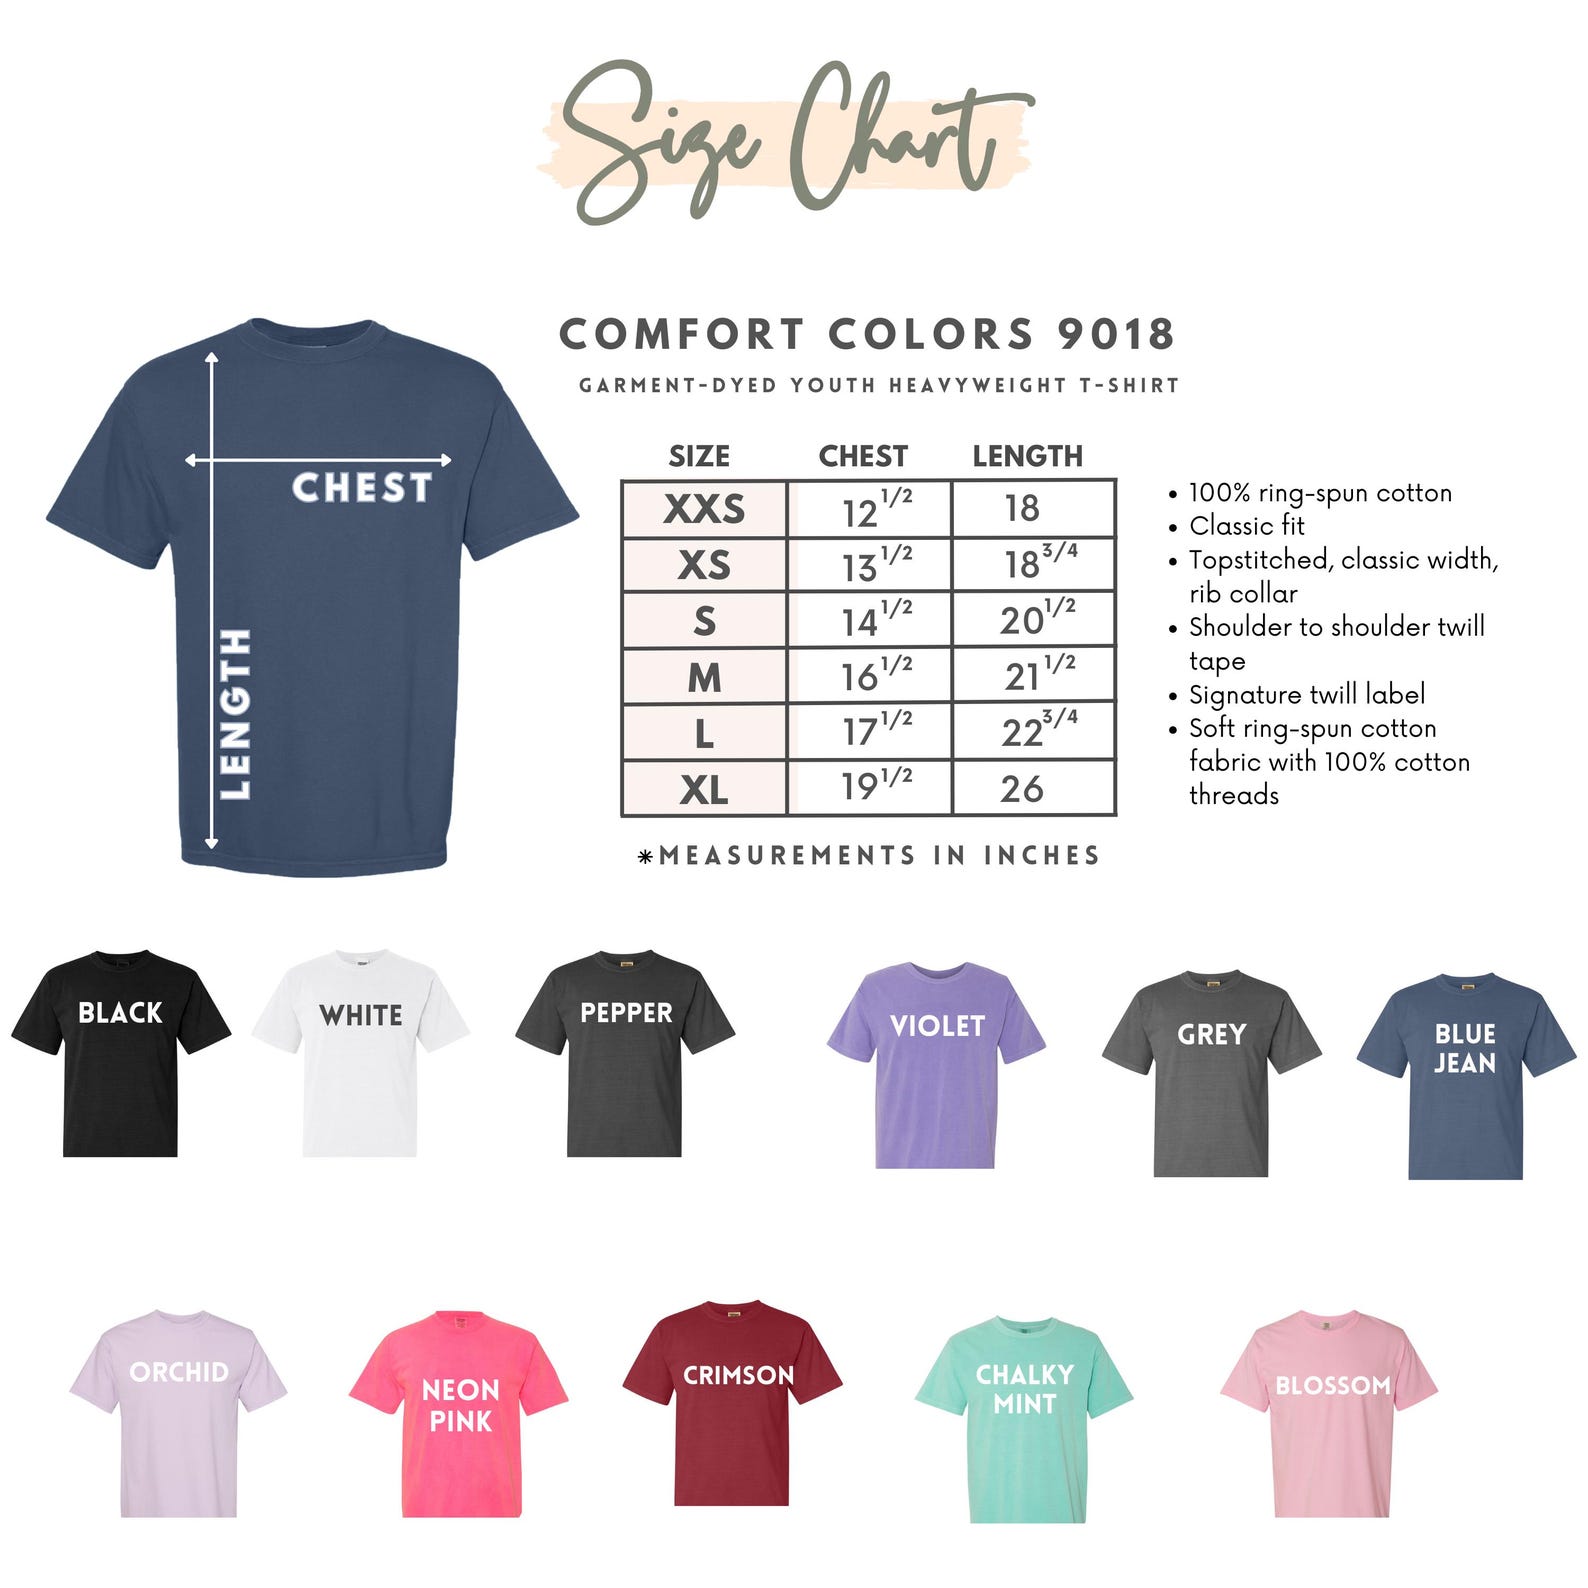 Size Chart
COMFORT COLORS 9018
GARMENT-DYED YOUTH HEAVYWEIGHT T-SHIRT
CHEST
LENGTH
SIZE CHEST LENGTH
XXS 12 1/2 18
XS 13 1/2 18 3/4
S 14 1/2 20 1/2
M 16 1/2 21 1/2
L 17 1/2 22 3/4
XL 19 1/2 26
*MEASUREMENTS IN INCHES
• 100% ring-spun cotton
• Classic fit
• Topstitched, classic width,
rib collar
• Shoulder to shoulder twill
tape
• Signature twill label
• Soft ring-spun cotton
fabric with 100% cotton
threads
BLACK
WHITE
PEPPER
VIOLET
GREY
BLUE
JEAN
ORCHID
NEON
PINK
CRIMSON
CHALKY
MINT
BLOSSOM